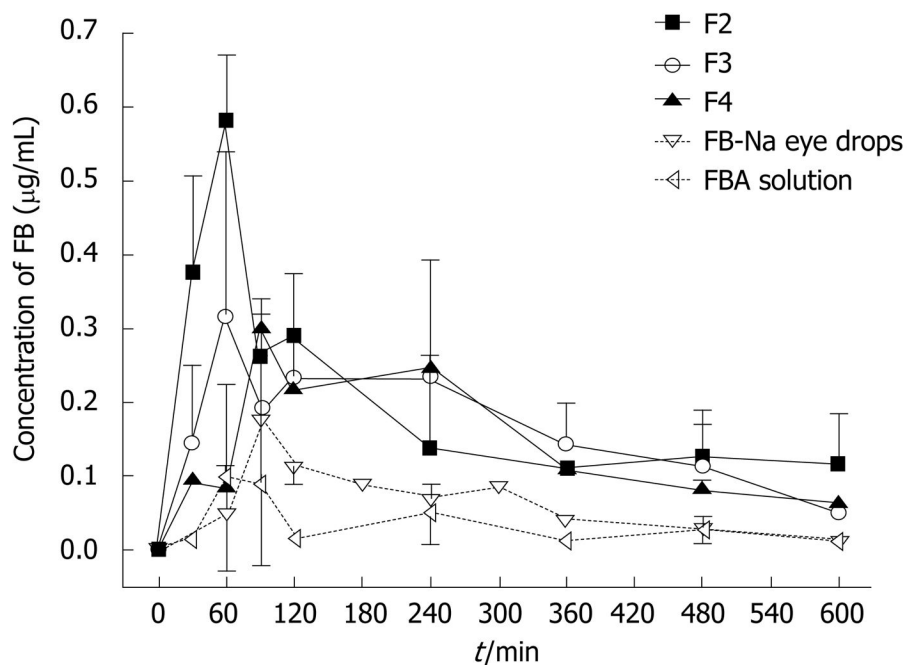 0.7
0.6
0.5
0.4
0.3
0.2
0.1
0.0
Concentration of FB (μg/mL)
F2
F3
F4
FB-Na eye drops
FBA solution
0 60 120 180 240 300 360 420 480 540 600
t/min